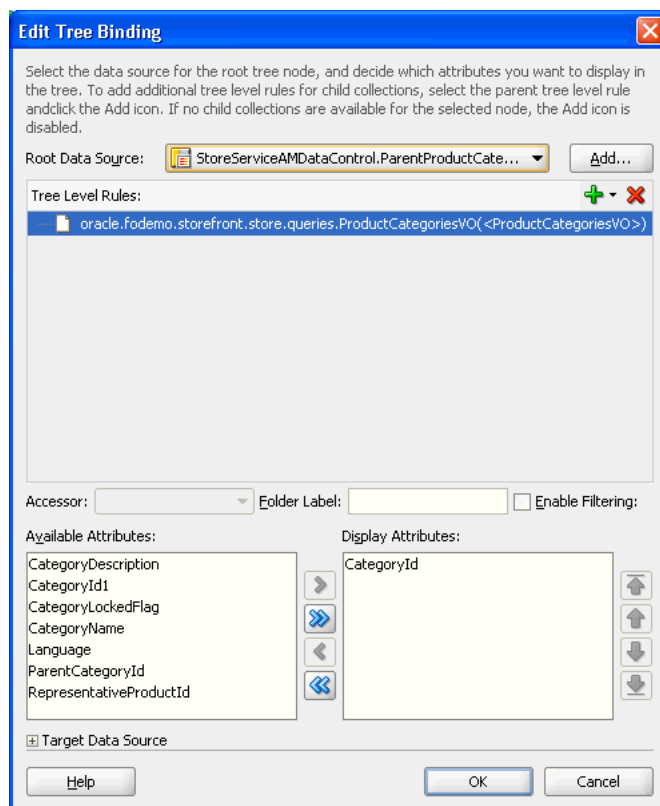 Edit Tree Binding
Select the data source for the root tree node, and decide which attributes you want to display in
the tree. To add additional tree level rules for child collections, select the parent tree level rule
andclick the Add icon. If no child collections are available for the selected node, the Add icon is
disabled.
Root Data Source: StoreServiceAMDataControl.ParentProductCate... Add...
Tree Level Rules:
oracle.fodemo.storefront.store.queries.ProductCategoriesVO(<ProductCategoriesVO>)
Accessor: Folder Label: Enable Filtering:
Available Attributes: Display Attributes:
CategoryDescription CategoryId
CategoryId1
CategoryLockedFlag
CategoryName
Language
ParentCategoryId
RepresentativeProductId
Target Data Source
Help OK Cancel